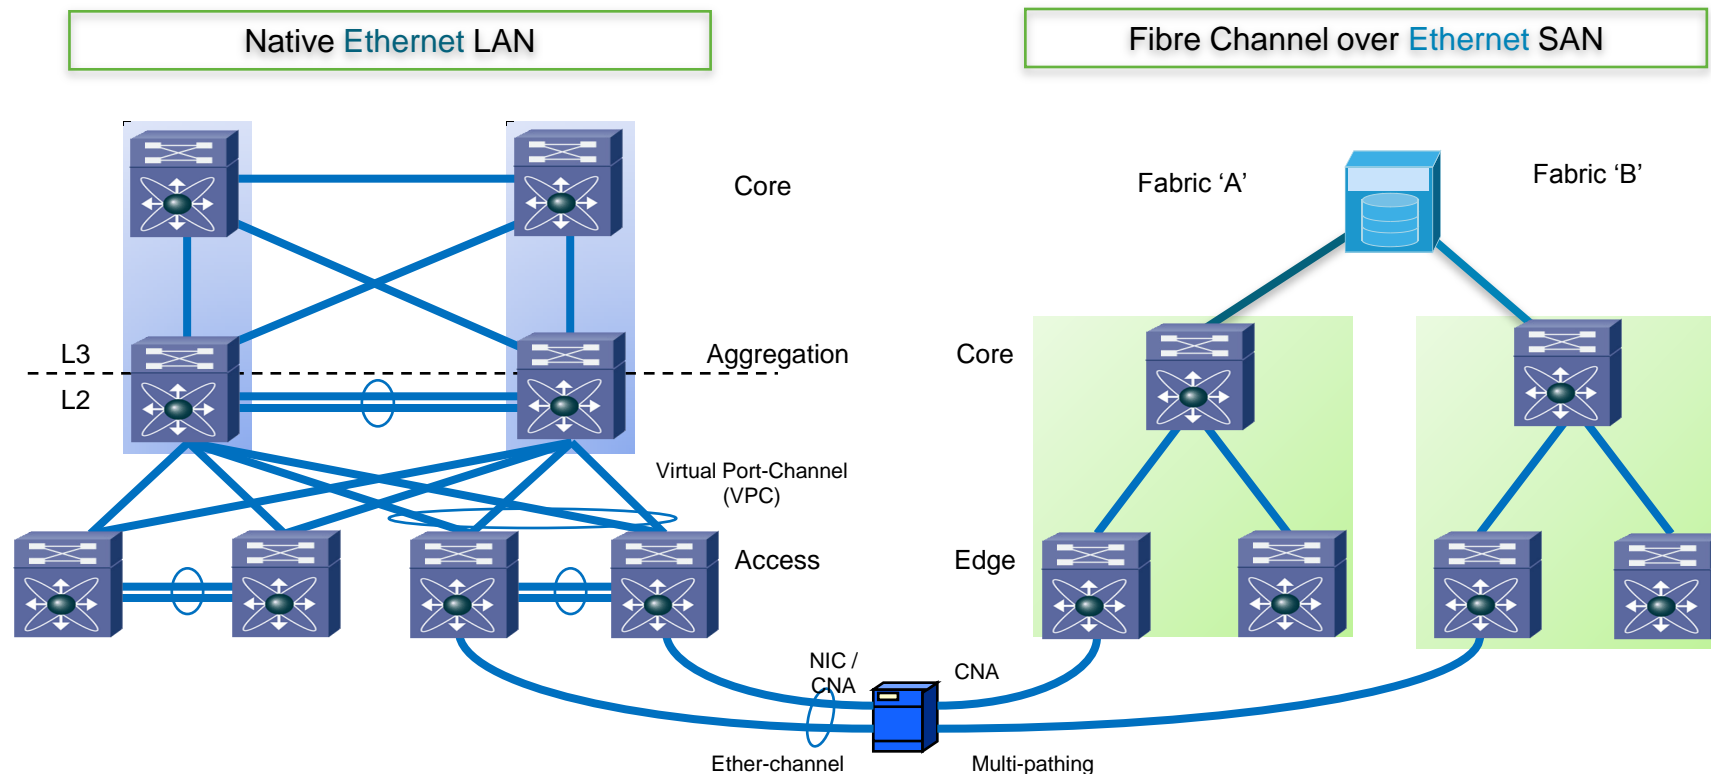 Native Ethernet LAN
Fibre Channel over Ethernet SAN
Core
Fabric ‘A’
Fabric ‘B’
L3
Aggregation
Core
L2
Virtual Port-Channel
(VPC)
Access
Edge
NIC /
CNA
CNA
Ether-channel
Multi-pathing